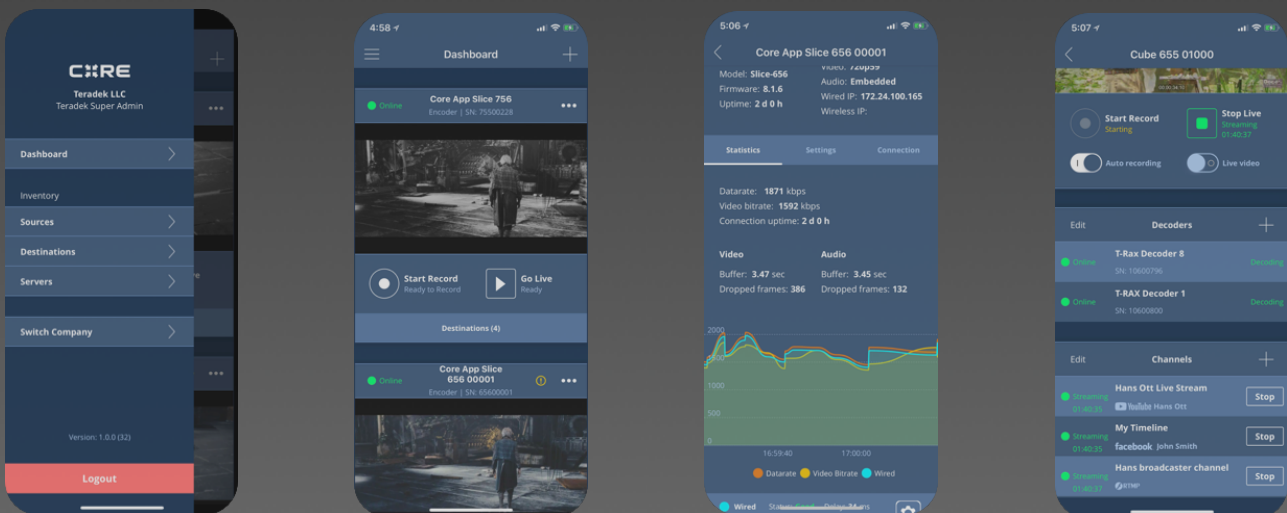 CORE
Teradek LLC
Teradek Super Admin
Dashboard
Inventory
Sources
Destinations
Servers
Switch Company
Version: 1.0.0 (32)
Logout
4:58
Dashboard
Online
Core App Slice 756
Encoder | SN: 75500228
Start Record
Ready to Record
Go Live
Ready
Destinations (4)
Online
Core App Slice
656 00001
Encoder | SN: 65600001
5:06
Core App Slice 656 00001
Model: Slice-656
Firmware: 8.1.6
Uptime: 2 d 0 h
Video: 720p59
Audio: Embedded
Wired IP: 172.24.100.165
Wireless IP:
Statistics
Settings
Connection
Datarate: 1871 kbps
Video bitrate: 1592 kbps
Connection uptime: 2 d 0 h
Video
Buffer: 3.47 sec
Dropped frames: 386
Audio
Buffer: 3.45 sec
Dropped frames: 132
2000
1500
1000
500
0
16:59:40
17:00:00
Datarate
Video Bitrate
Wired
Wired
5:07
Cube 655 01000
Start Record
Starting
Stop Live
Streaming
01:40:37
Auto recording
Live video
Edit
Decoders
Online
T-Rax Decoder 8
SN: 10600796
Decoding
Online
T-RAX Decoder 1
SN: 10600800
Decoding
Edit
Channels
Streaming
01:40:35
Hans Ott Live Stream
YouTube Hans Ott
Stop
Streaming
01:40:35
My Timeline
facebook John Smith
Stop
Streaming
01:40:37
Hans broadcaster channel
RTMP
Stop